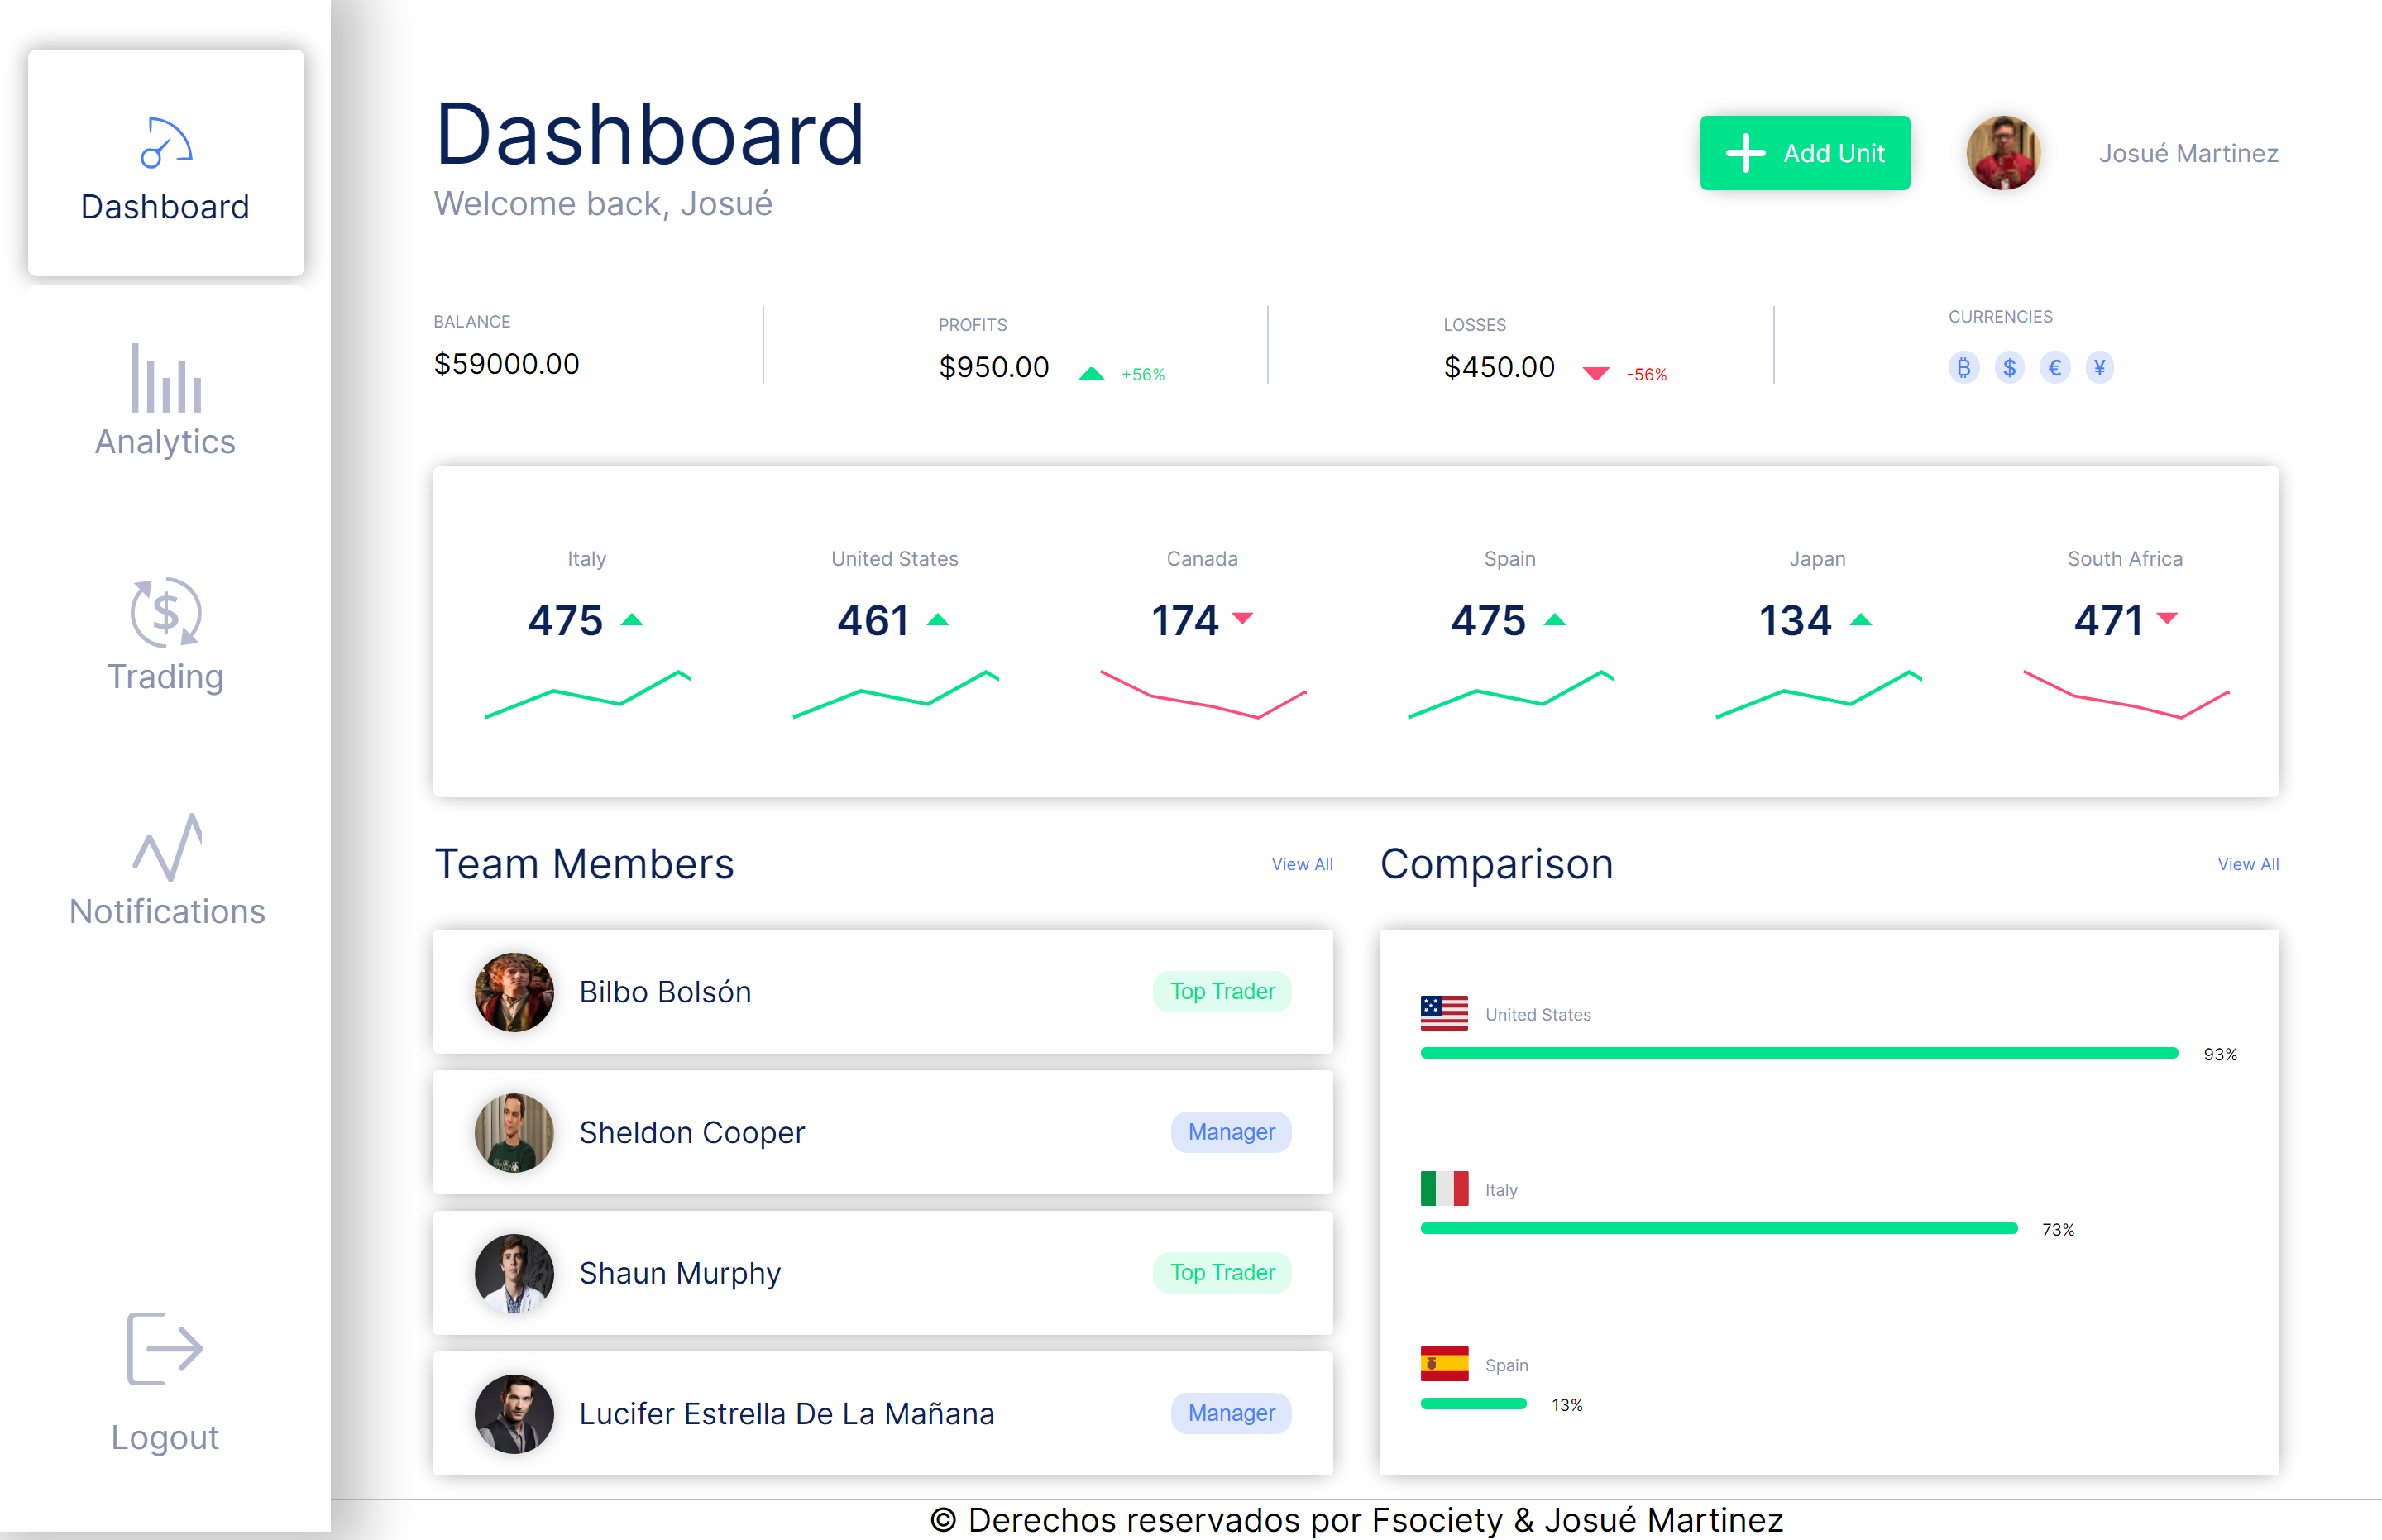 Dashboard
Analytics
Trading
Notifications
Logout
Dashboard
Welcome back, Josué
Add Unit
Josué Martinez
BALANCE
$59000.00
PROFITS
$950.00 +56%
LOSSES
$450.00 -56%
CURRENCIES
₿ $ € ¥
Italy
475
United States
461
Canada
174
Spain
475
Japan
134
South Africa
471
Team Members
View All
Bilbo Bolsón
Top Trader
Sheldon Cooper
Manager
Shaun Murphy
Top Trader
Lucifer Estrella De La Mañana
Manager
Comparison
View All
United States
93%
Italy
73%
Spain
13%
© Derechos reservados por Fsociety & Josué Martinez